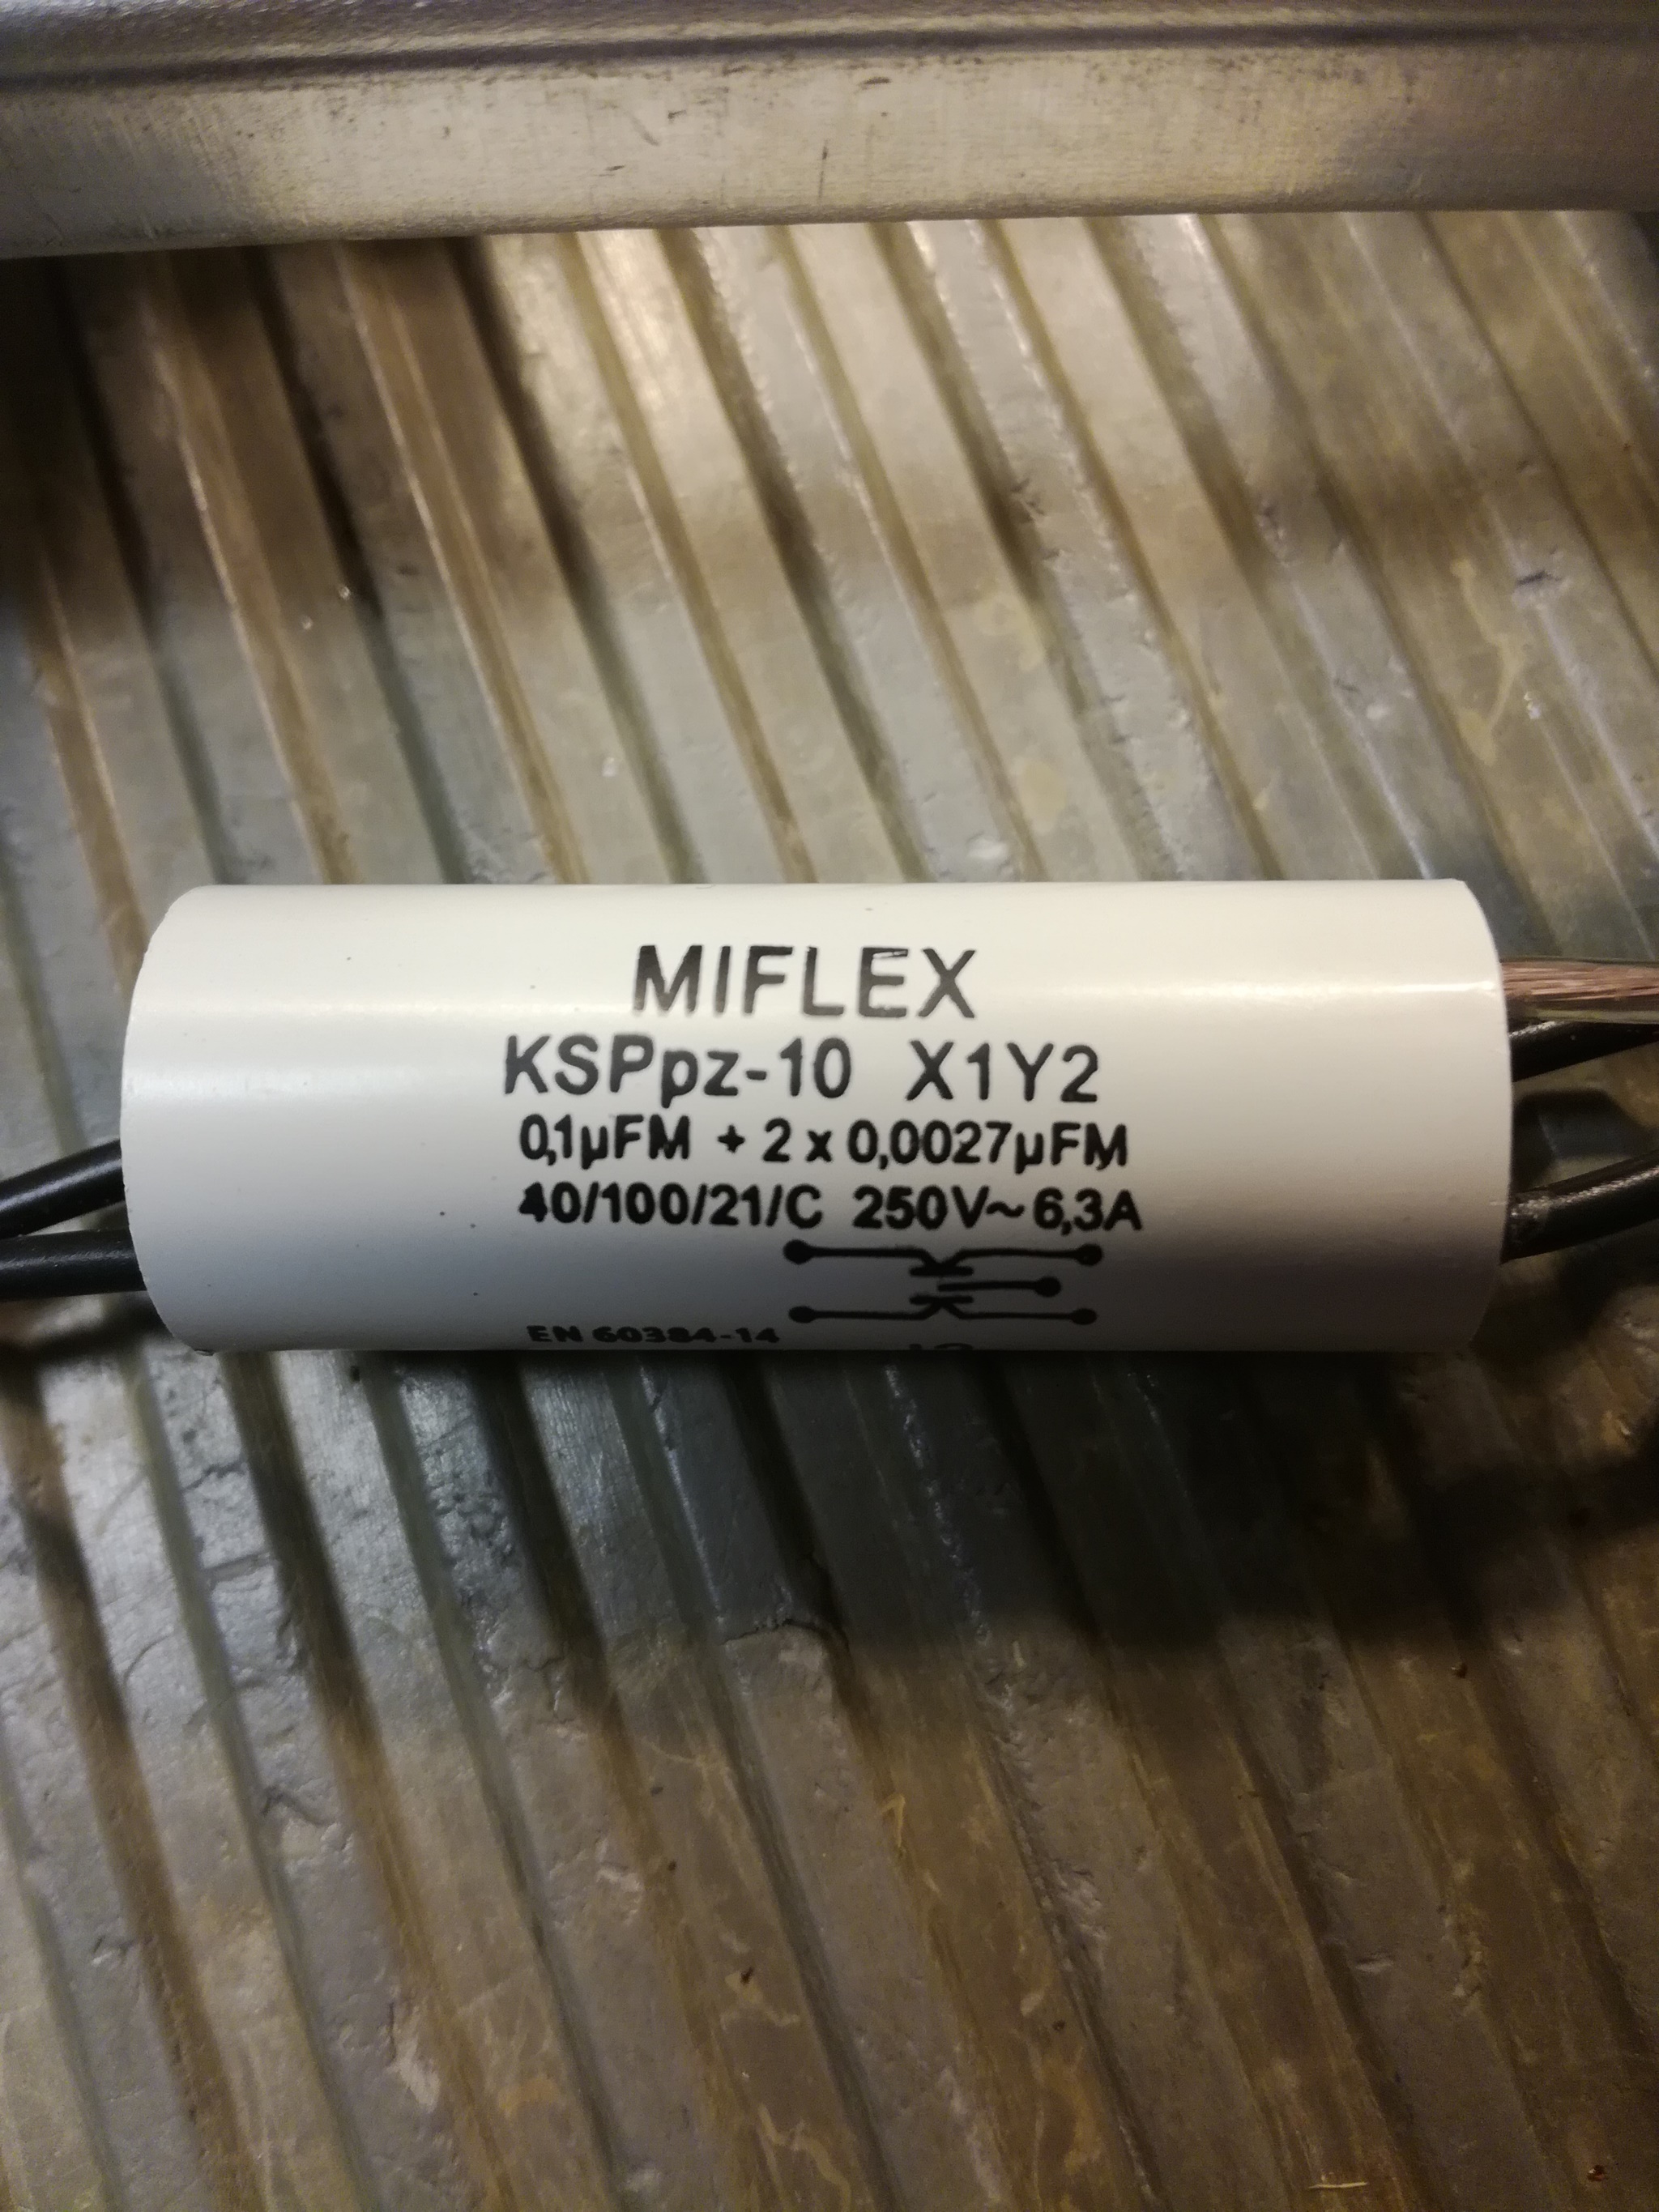 MIFLEX
KSPpz-10 X1Y2
0,1µFM + 2 x 0,0027µFM
40/100/21/C 250V~ 6,3A
EN 60384-14